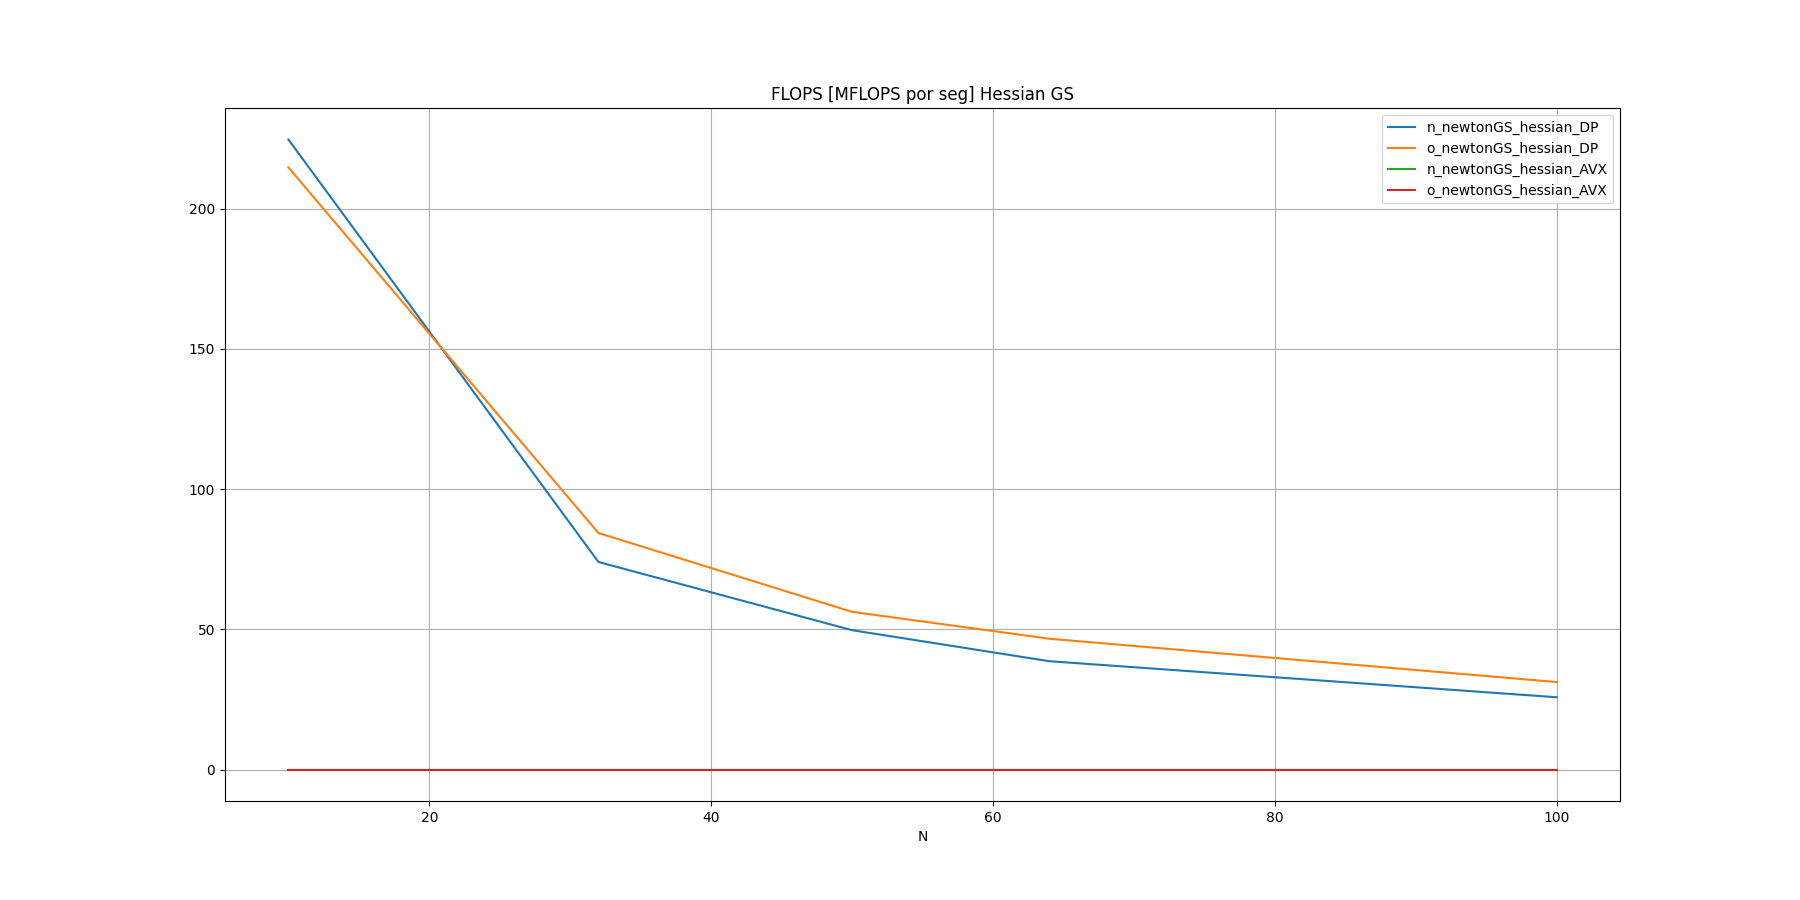 FLOPS [MFLOPS por seg] Hessian GS
n_newtonGS_hessian_DP
o_newtonGS_hessian_DP
n_newtonGS_hessian_AVX
o_newtonGS_hessian_AVX
200
150
100
50
0
20 40 60 80 100
N